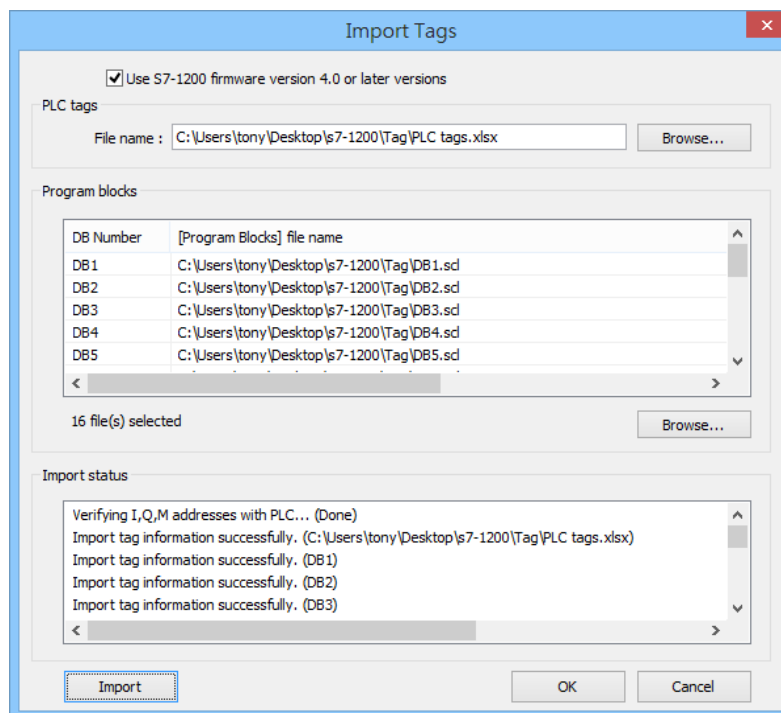 Import Tags
Use S7-1200 firmware version 4.0 or later versions
PLC tags
File name : C:\Users\tony\Desktop\s7-1200\Tag\PLC tags.xlsx Browse...
Program blocks
DB Number [Program Blocks] file name
DB1 C:\Users\tony\Desktop\s7-1200\Tag\DB1.scl
DB2 C:\Users\tony\Desktop\s7-1200\Tag\DB2.scl
DB3 C:\Users\tony\Desktop\s7-1200\Tag\DB3.scl
DB4 C:\Users\tony\Desktop\s7-1200\Tag\DB4.scl
DB5 C:\Users\tony\Desktop\s7-1200\Tag\DB5.scl
16 file(s) selected Browse...
Import status
Verifying I,Q,M addresses with PLC... (Done)
Import tag information successfully. (C:\Users\tony\Desktop\s7-1200\Tag\PLC tags.xlsx)
Import tag information successfully. (DB1)
Import tag information successfully. (DB2)
Import tag information successfully. (DB3)
Import OK Cancel